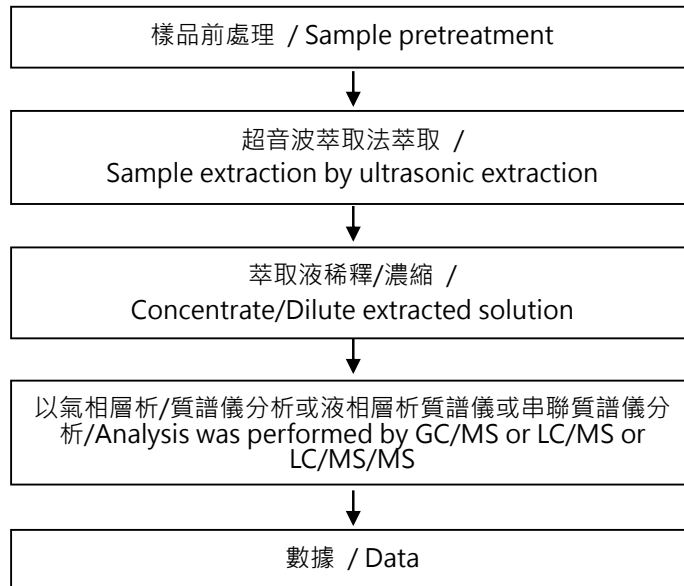 樣品前處理 / Sample pretreatment
超音波萃取法萃取 /
Sample extraction by ultrasonic extraction
萃取液稀釋/濃縮 /
Concentrate/Dilute extracted solution
以氣相層析/質譜儀分析或液相層析質譜儀或串聯質譜儀分
析/Analysis was performed by GC/MS or LC/MS or
LC/MS/MS
數據 / Data